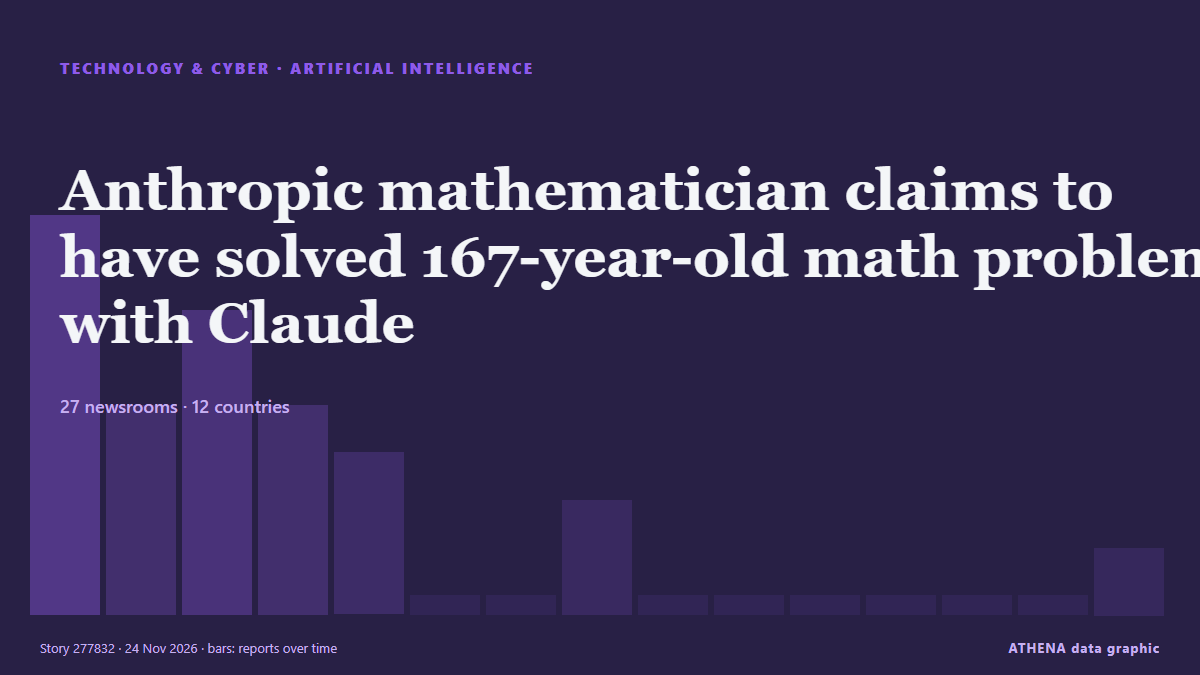 TECHNOLOGY & CYBER · ARTIFICIAL INTELLIGENCE
Anthropic mathematician claims to
have solved 167-year-old math problem
with Claude
27 newsrooms · 12 countries
Story 277832 · 24 Nov 2026 · bars: reports over time
ATHENA data graphic